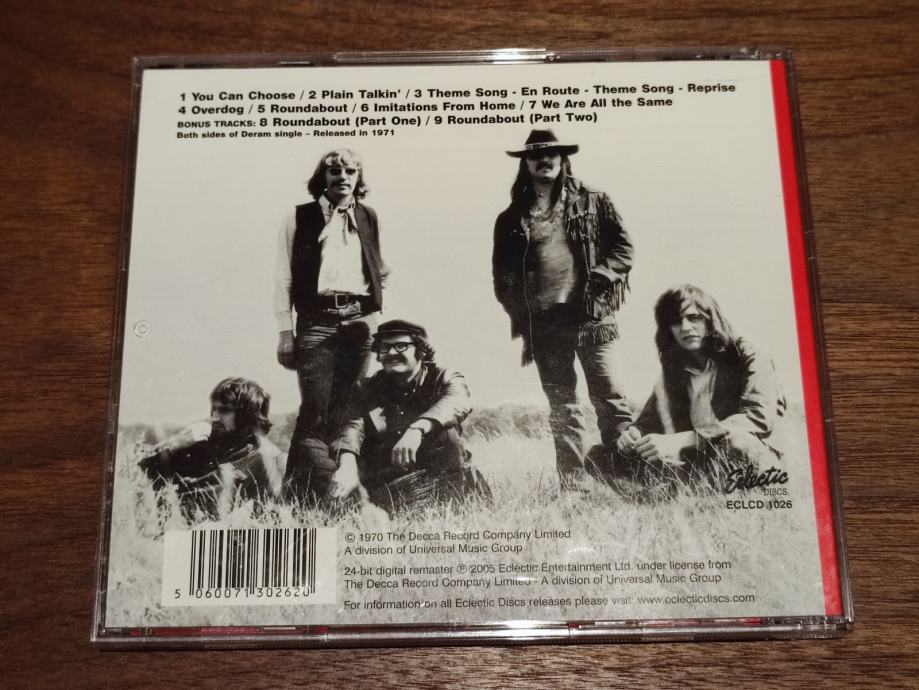 1 You Can Choose / 2 Plain Talkin' / 3 Theme Song - En Route - Theme Song - Reprise
4 Overdog / 5 Roundabout / 6 Imitations From Home / 7 We Are All the Same
BONUS TRACKS: 8 Roundabout (Part One) / 9 Roundabout (Part Two)
Both sides of Deram single – Released in 1971
Eclectic
DISCS
ECLCD 1026
© 1970 The Decca Record Company Limited
A division of Universal Music Group
24-bit digital remaster ℗ 2005 Eclectic Entertainment Ltd. under license from
The Decca Record Company Limited - A division of Universal Music Group
For information on all Eclectic Discs releases please visit: www.eclecticdiscs.com
5 060071 302620